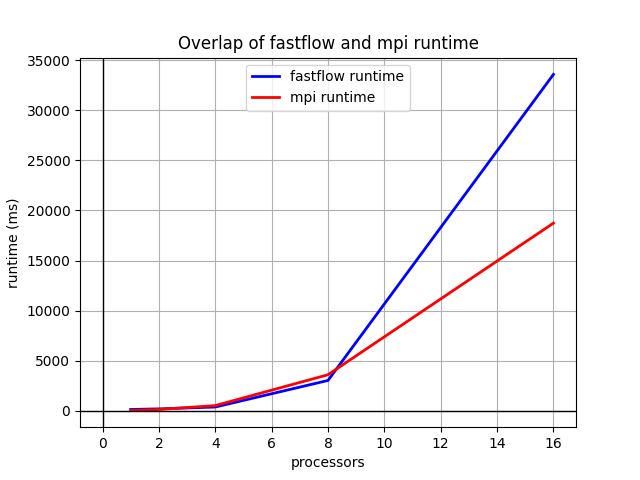 Overlap of fastflow and mpi runtime
fastflow runtime
mpi runtime
35000
30000
25000
20000
15000
10000
5000
0
runtime (ms)
0 2 4 6 8 10 12 14 16
processors